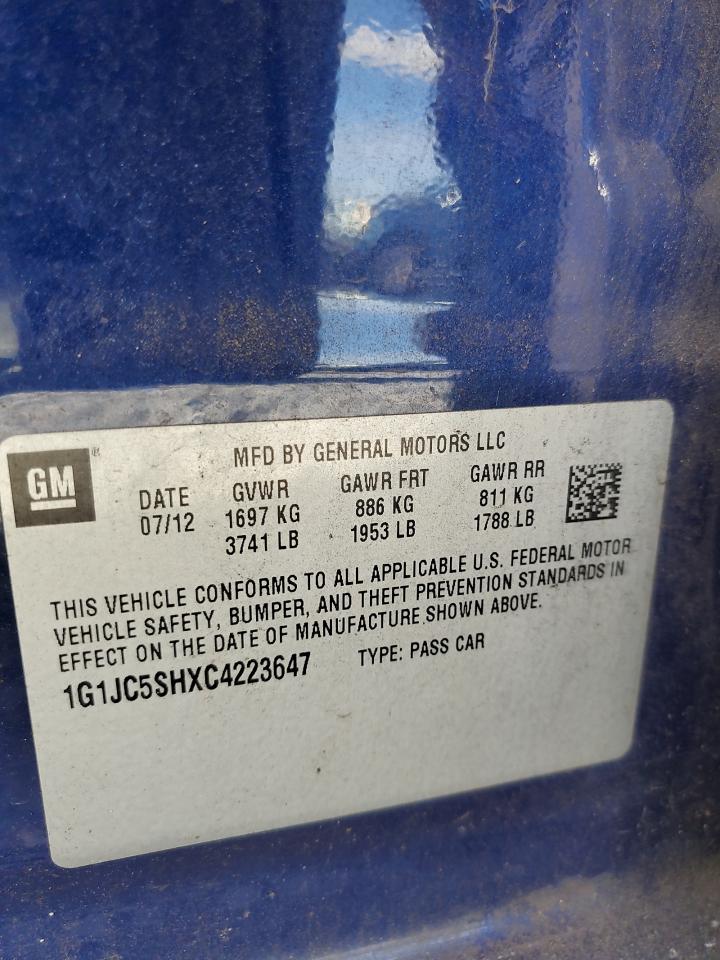 GM ®
MFD BY GENERAL MOTORS LLC
DATE GVWR GAWR FRT GAWR RR
07/12 1697 KG 886 KG 811 KG
3741 LB 1953 LB 1788 LB
THIS VEHICLE CONFORMS TO ALL APPLICABLE U.S. FEDERAL MOTOR
VEHICLE SAFETY, BUMPER, AND THEFT PREVENTION STANDARDS IN
EFFECT ON THE DATE OF MANUFACTURE SHOWN ABOVE.
1G1JC5SHXC4223647 TYPE: PASS CAR